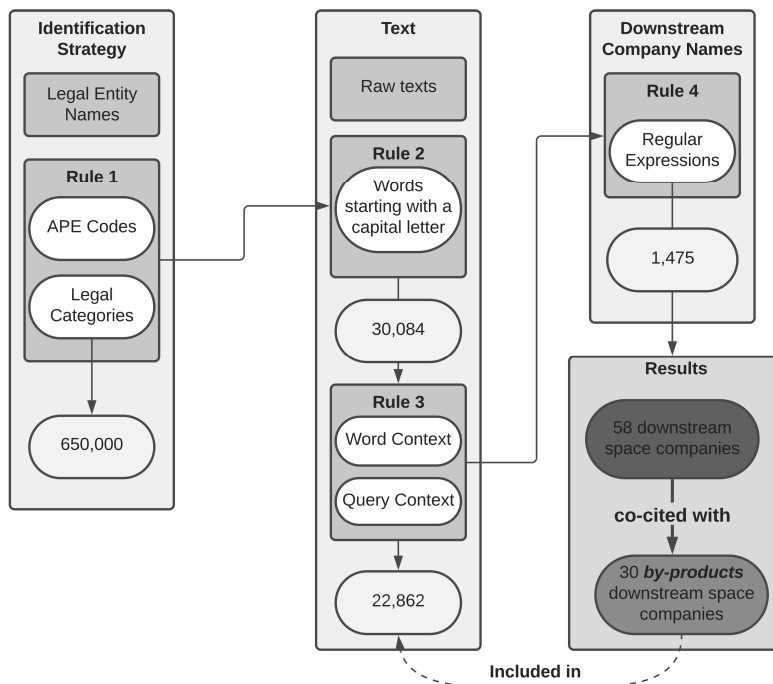 Identification
Strategy
Legal Entity
Names
Rule 1
APE Codes
Legal
Categories
650,000
Text
Raw texts
Rule 2
Words
starting with a
capital letter
30,084
Rule 3
Word Context
Query Context
22,862
Downstream
Company Names
Rule 4
Regular
Expressions
1,475
Results
58 downstream
space companies
co-cited with
30 by-products
downstream space
companies
Included in